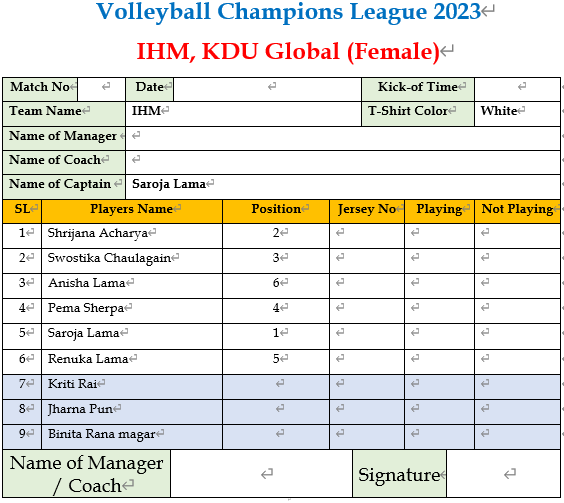 Volleyball Champions League 2023
IHM, KDU Global (Female)
Match No Date Kick-of Time
Team Name IHM T-Shirt Color White
Name of Manager
Name of Coach
Name of Captain Saroja Lama
SL Players Name Position Jersey No Playing Not Playing
1 Shrijana Acharya 2
2 Swostika Chaulagain 3
3 Anisha Lama 6
4 Pema Sherpa 4
5 Saroja Lama 1
6 Renuka Lama 5
7 Kriti Rai
8 Jharna Pun
9 Binita Rana magar
Name of Manager
/ Coach
Signature